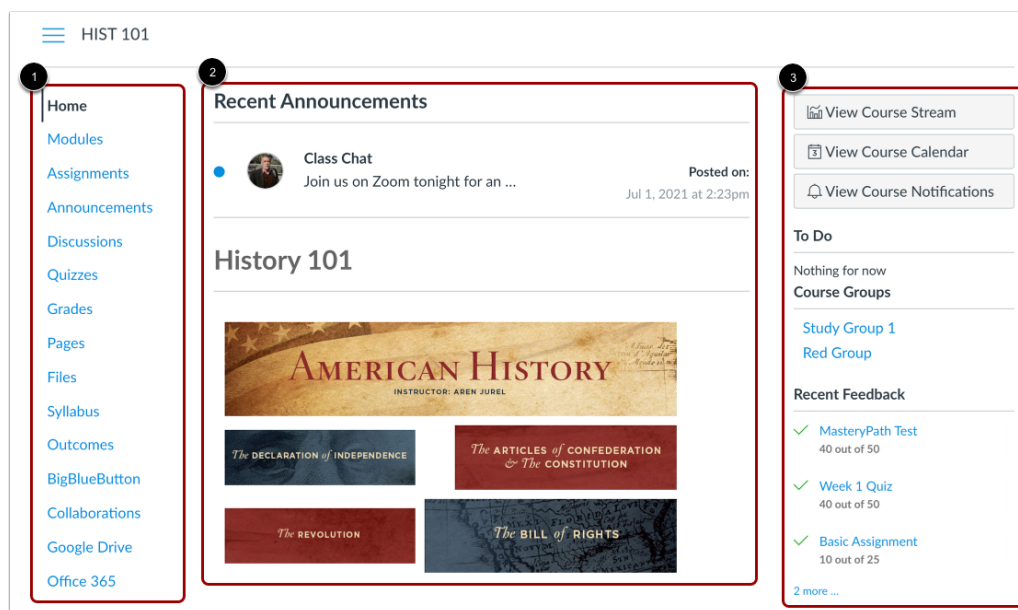 HIST 101
1
Home
Modules
Assignments
Announcements
Discussions
Quizzes
Grades
Pages
Files
Syllabus
Outcomes
BigBlueButton
Collaborations
Google Drive
Office 365
2
Recent Announcements
Class Chat
Join us on Zoom tonight for an ...
Posted on:
Jul 1, 2021 at 2:23pm
History 101
AMERICAN HISTORY
INSTRUCTOR: AREN JUREL
The DECLARATION of INDEPENDENCE
The ARTICLES of CONFEDERATION
& The CONSTITUTION
The REVOLUTION
The BILL of RIGHTS
3
View Course Stream
3 View Course Calendar
View Course Notifications
To Do
Nothing for now
Course Groups
Study Group 1
Red Group
Recent Feedback
MasteryPath Test
40 out of 50
Week 1 Quiz
40 out of 50
Basic Assignment
10 out of 25
2 more ...